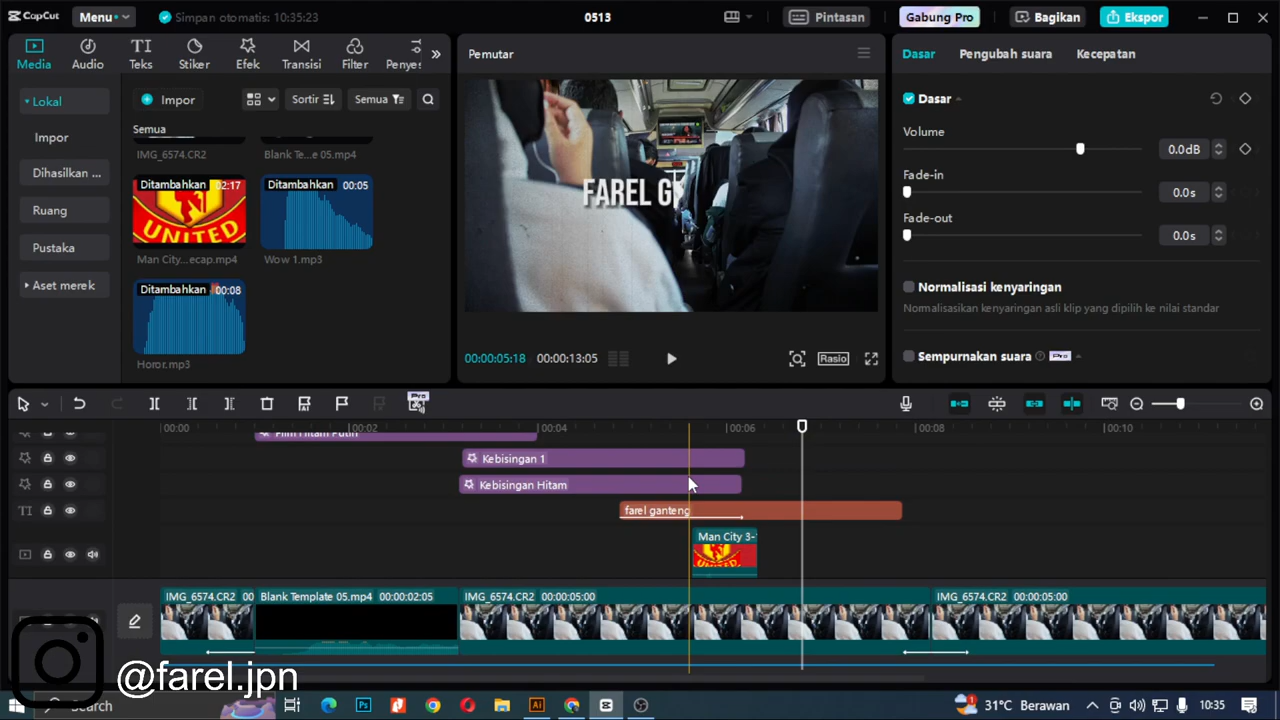 CapCut
Menu
Simpan otomatis: 10:35:23
0513
Pintasan
Gabung Pro
Bagikan
Ekspor
Media
Audio
Teks
Stiker
Efek
Transisi
Filter
Penye:
Lokal
Impor
Dihasilkan ...
Ruang
Pustaka
Aset merek
Impor
Sortir
Semua
Semua
IMG_6574.CR2
Blank Te...e 05.mp4
Ditambahkan
02:17
UNITED
Man City...ecap.mp4
Ditambahkan
00:05
Wow 1.mp3
Ditambahkan
00:08
Horor.mp3
Pemutar
FAREL G
00:00:05:18
00:00:13:05
Rasio
Dasar
Pengubah suara
Kecepatan
Dasar
Volume
0.0dB
Fade-in
0.0s
Fade-out
0.0s
Normalisasi kenyaringan
Normalisasikan kenyaringan asli klip yang dipilih ke nilai standar
Sempurnakan suara
Pro
Pro
00:00
00:02
00:04
00:06
00:08
00:10
Film Hitam Putih
Kebisingan 1
Kebisingan Hitam
farel ganteng
Man City 3-
IMG_6574.CR2 00
Blank Template 05.mp4 00:00:02:05
IMG_6574.CR2 00:00:05:00
IMG_6574.CR2 00:00:05:00
@farel.jpn
Search
Ps
Ai
31°C Berawan
10:35